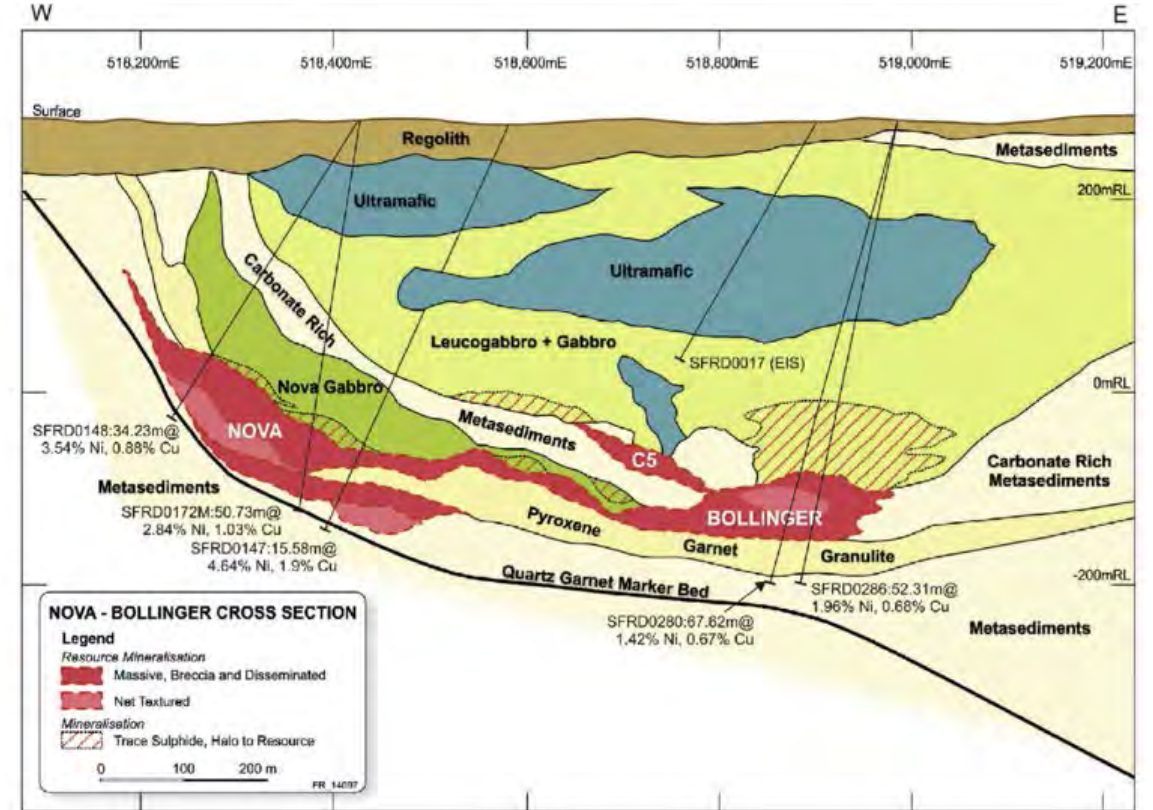 W
E
518,200mE
518,400mE
518,600mE
518,800mE
519,000mE
519,200mE
Surface
Regolith
Metasediments
200mRL
Ultramafic
Ultramafic
Carbonate Rich
Leucogabbro + Gabbro
SFRD0017 (EIS)
0mRL
Nova Gabbro
Metasediments
NOVA
C5
SFRD0148:34.23m@
3.54% Ni, 0.88% Cu
Carbonate Rich
Metasediments
Metasediments
SFRD0172M:50.73m@
2.84% Ni, 1.03% Cu
BOLLINGER
Pyroxene
Garnet
Granulite
SFRD0147:15.58m@
4.64% Ni, 1.9% Cu
Quartz Garnet Marker Bed
-200mRL
SFRD0286:52.31m@
1.96% Ni, 0.68% Cu
SFRD0280:67.62m@
1.42% Ni, 0.67% Cu
Metasediments
NOVA - BOLLINGER CROSS SECTION
Legend
Resource Mineralisation
Massive, Breccia and Disseminated
Net Textured
Mineralisation
Trace Sulphide, Halo to Resource
0 100 200 m
FR_14097